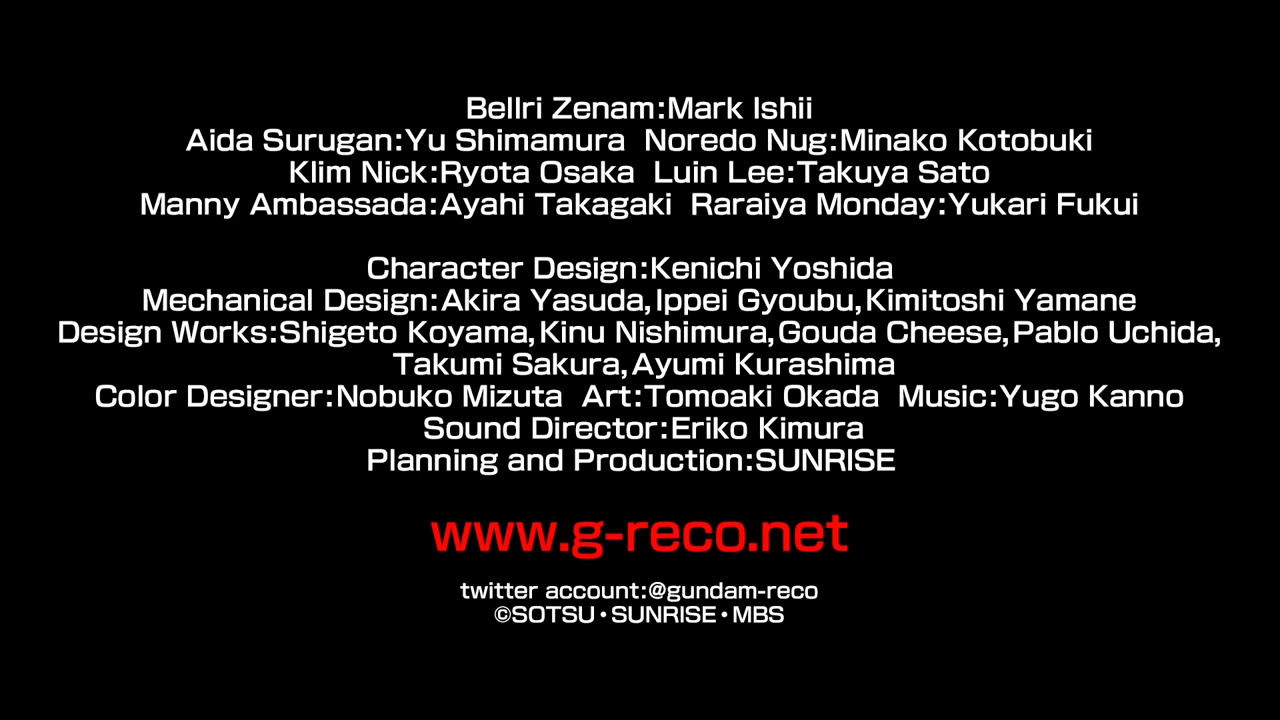 Bellri Zenam:Mark Ishii
Aida Surugan:Yu Shimamura  Noredo Nug:Minako Kotobuki
Klim Nick:Ryota Osaka  Luin Lee:Takuya Sato
Manny Ambassada:Ayahi Takagaki  Raraiya Monday:Yukari Fukui
Character Design:Kenichi Yoshida
Mechanical Design:Akira Yasuda,Ippei Gyoubu,Kimitoshi Yamane
Design Works:Shigeto Koyama,Kinu Nishimura,Gouda Cheese,Pablo Uchida,
Takumi Sakura,Ayumi Kurashima
Color Designer:Nobuko Mizuta  Art:Tomoaki Okada  Music:Yugo Kanno
Sound Director:Eriko Kimura
Planning and Production:SUNRISE
www.g-reco.net
twitter account:@gundam-reco
©SOTSU・SUNRISE・MBS